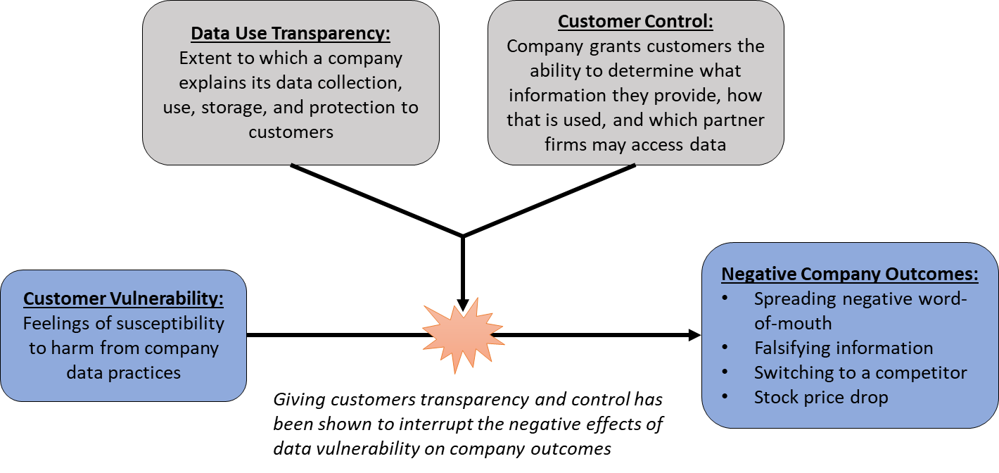 Data Use Transparency:
Extent to which a company
explains its data collection,
use, storage, and protection to
customers
Customer Control:
Company grants customers the
ability to determine what
information they provide, how
that is used, and which partner
firms may access data
Customer Vulnerability:
Feelings of susceptibility
to harm from company
data practices
Negative Company Outcomes:
• Spreading negative word-
of-mouth
• Falsifying information
• Switching to a competitor
• Stock price drop
Giving customers transparency and control has
been shown to interrupt the negative effects of
data vulnerability on company outcomes